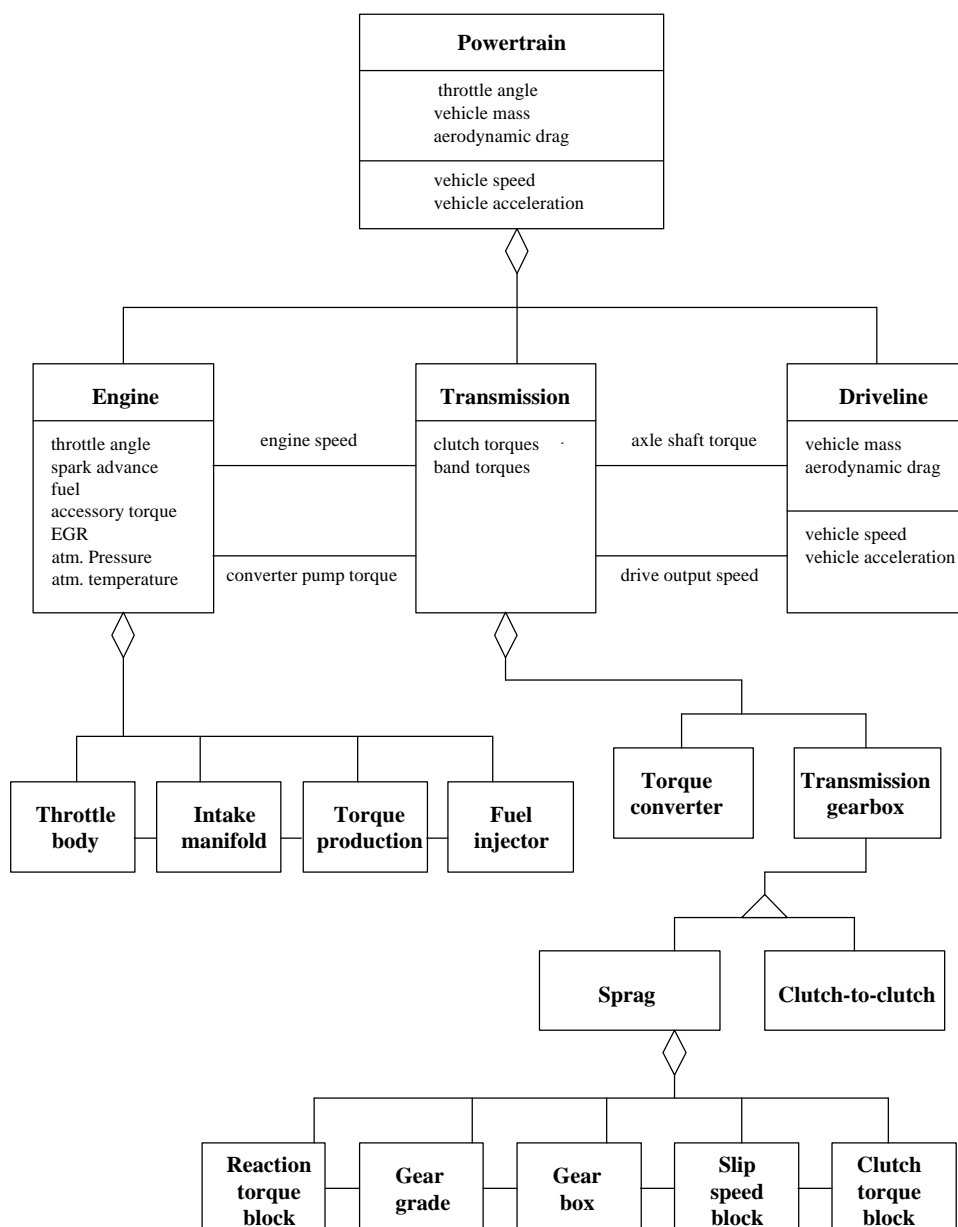 Powertrain
throttle angle
vehicle mass
aerodynamic drag
vehicle speed
vehicle acceleration
Engine
throttle angle
spark advance
fuel
accessory torque
EGR
atm. Pressure
atm. temperature
engine speed
converter pump torque
Transmission
clutch torques
band torques
axle shaft torque
drive output speed
Driveline
vehicle mass
aerodynamic drag
vehicle speed
vehicle acceleration
Throttle
body
Intake
manifold
Torque
production
Fuel
injector
Torque
converter
Transmission
gearbox
Sprag
Clutch-to-clutch
Reaction
torque
block
Gear
grade
Gear
box
Slip
speed
block
Clutch
torque
block